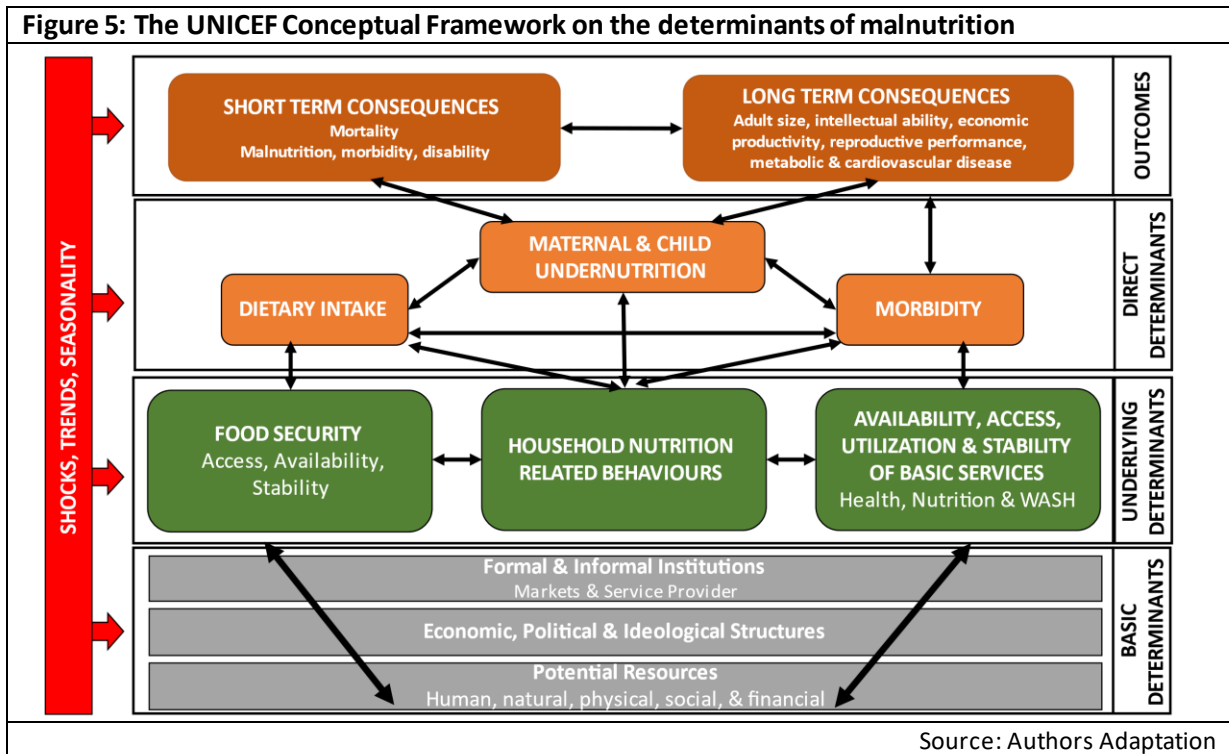 Figure 5: The UNICEF Conceptual Framework on the determinants of malnutrition
SHOCKS, TRENDS, SEASONALITY
SHORT TERM CONSEQUENCES
Mortality
Malnutrition, morbidity, disability
LONG TERM CONSEQUENCES
Adult size, intellectual ability, economic
productivity, reproductive performance,
metabolic & cardiovascular disease
OUTCOMES
MATERNAL & CHILD
UNDERNUTRITION
DIETARY INTAKE
MORBIDITY
DIRECT
DETERMINANTS
FOOD SECURITY
Access, Availability,
Stability
HOUSEHOLD NUTRITION
RELATED BEHAVIOURS
AVAILABILITY, ACCESS,
UTILIZATION & STABILITY
OF BASIC SERVICES
Health, Nutrition & WASH
UNDERLYING
DETERMINANTS
Formal & Informal Institutions
Markets & Service Provider
Economic, Political & Ideological Structures
Potential Resources
Human, natural, physical, social, & financial
BASIC
DETERMINANTS
Source: Authors Adaptation